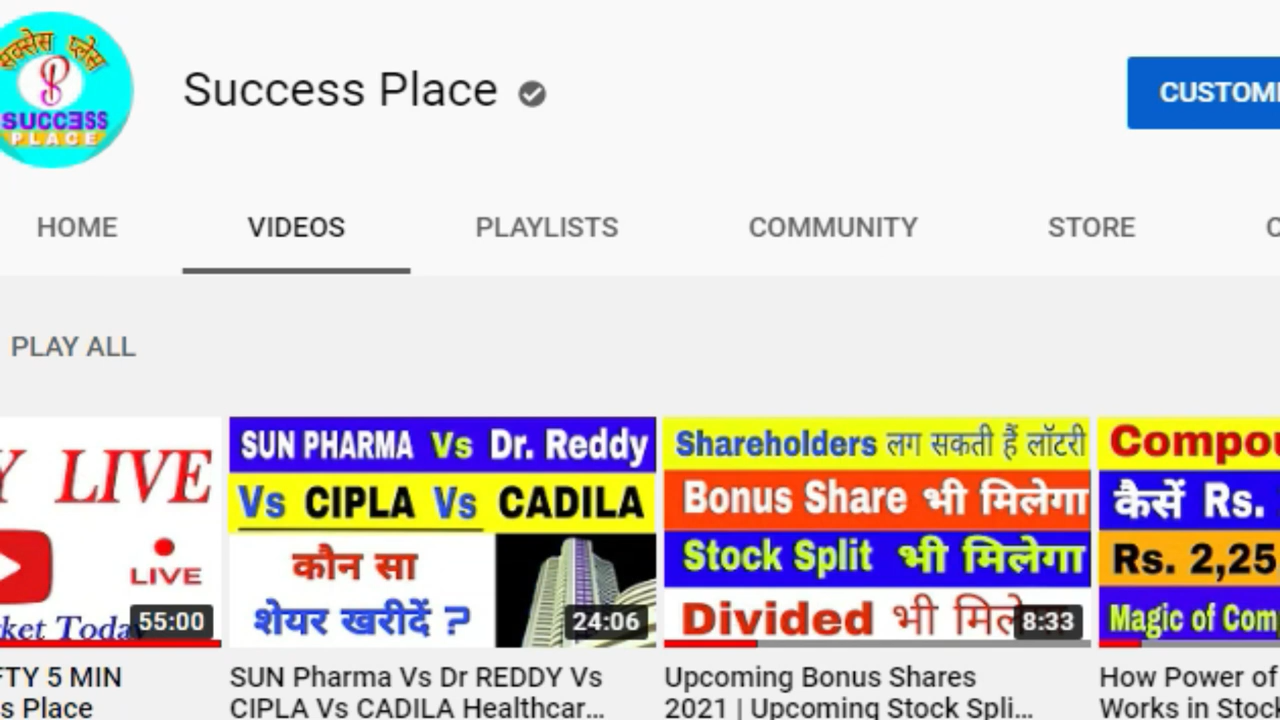 सक्सेस प्लेस
SUCCESS
PLACE
Success Place
HOME
VIDEOS
PLAYLISTS
COMMUNITY
STORE
PLAY ALL
LIVE
LIVE
Today
55:00
5 MIN
Place
SUN PHARMA Vs Dr. Reddy
Vs CIPLA Vs CADILA
कौन सा
शेयर खरीदें ?
24:06
SUN Pharma Vs Dr REDDY Vs
CIPLA Vs CADILA Healthcar...
Shareholders लग सकती हैं लॉटरी
Bonus Share भी मिलेगा
Stock Split भी मिलेगा
Divided भी
8:33
Upcoming Bonus Shares
2021 | Upcoming Stock Spli...
कैसें Rs.
Rs. 2,25
Magic of Com
How Power of
Works in Stock